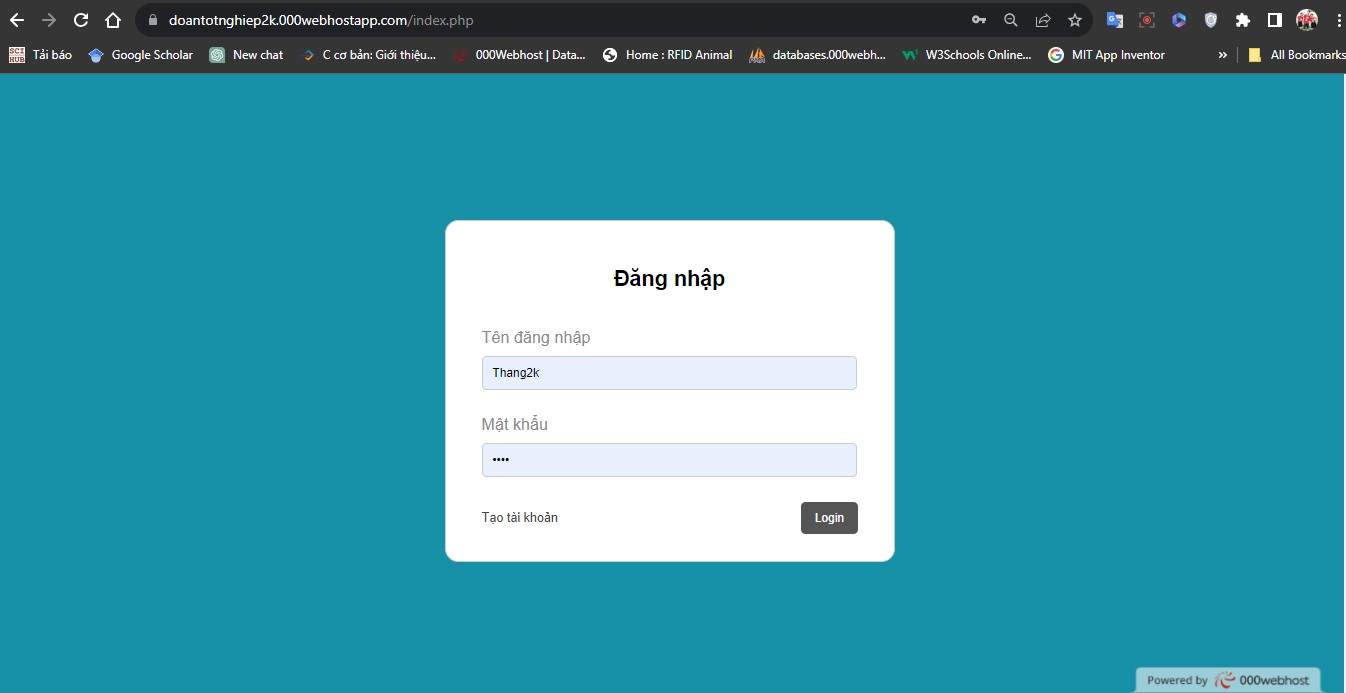 doantotnghiep2k.000webhostapp.com/index.php
Tải báo Google Scholar New chat C cơ bản: Giới thiệu... 000Webhost | Data... Home : RFID Animal databases.000webh... W3Schools Online... MIT App Inventor » All Bookmarks
Đăng nhập
Tên đăng nhập
Thang2k
Mật khẩu
••••
Tạo tài khoản Login
Powered by 000webhost